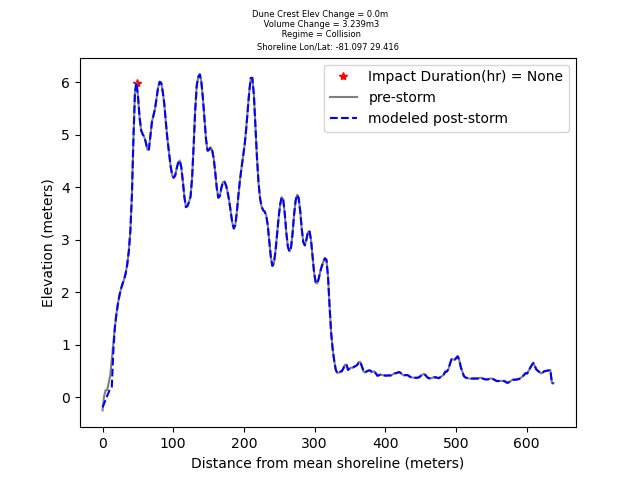 Dune Crest Elev Change = 0.0m
Volume Change = 3.239m3
Regime = Collision
Shoreline Lon/Lat: -81.097 29.416
Impact Duration(hr) = None
pre-storm
modeled post-storm
Elevation (meters)
6
5
4
3
2
1
0
0 100 200 300 400 500 600
Distance from mean shoreline (meters)